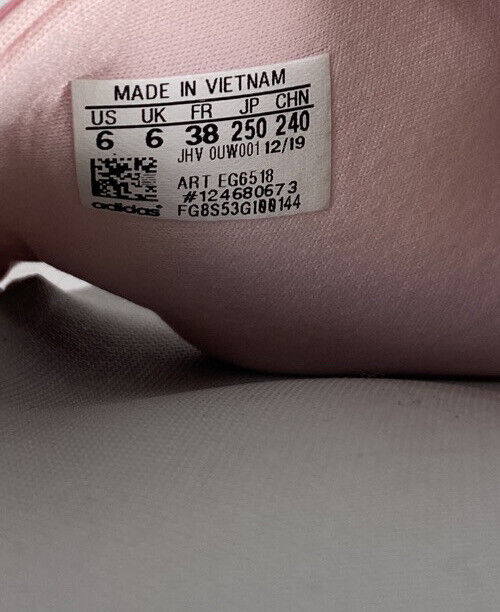 MADE IN VIETNAM
US UK FR JP CHN
6 6 38 250 240
JHV 0UW001 12/19
ART EG6518
#124680673
adidas FG8S53G100144